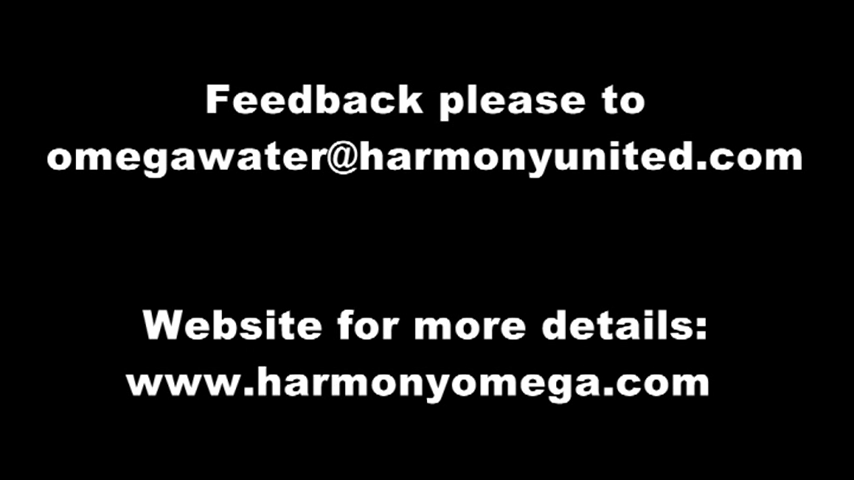 Feedback please to
omegawater@harmonyunited.com
Website for more details:
www.harmonyomega.com